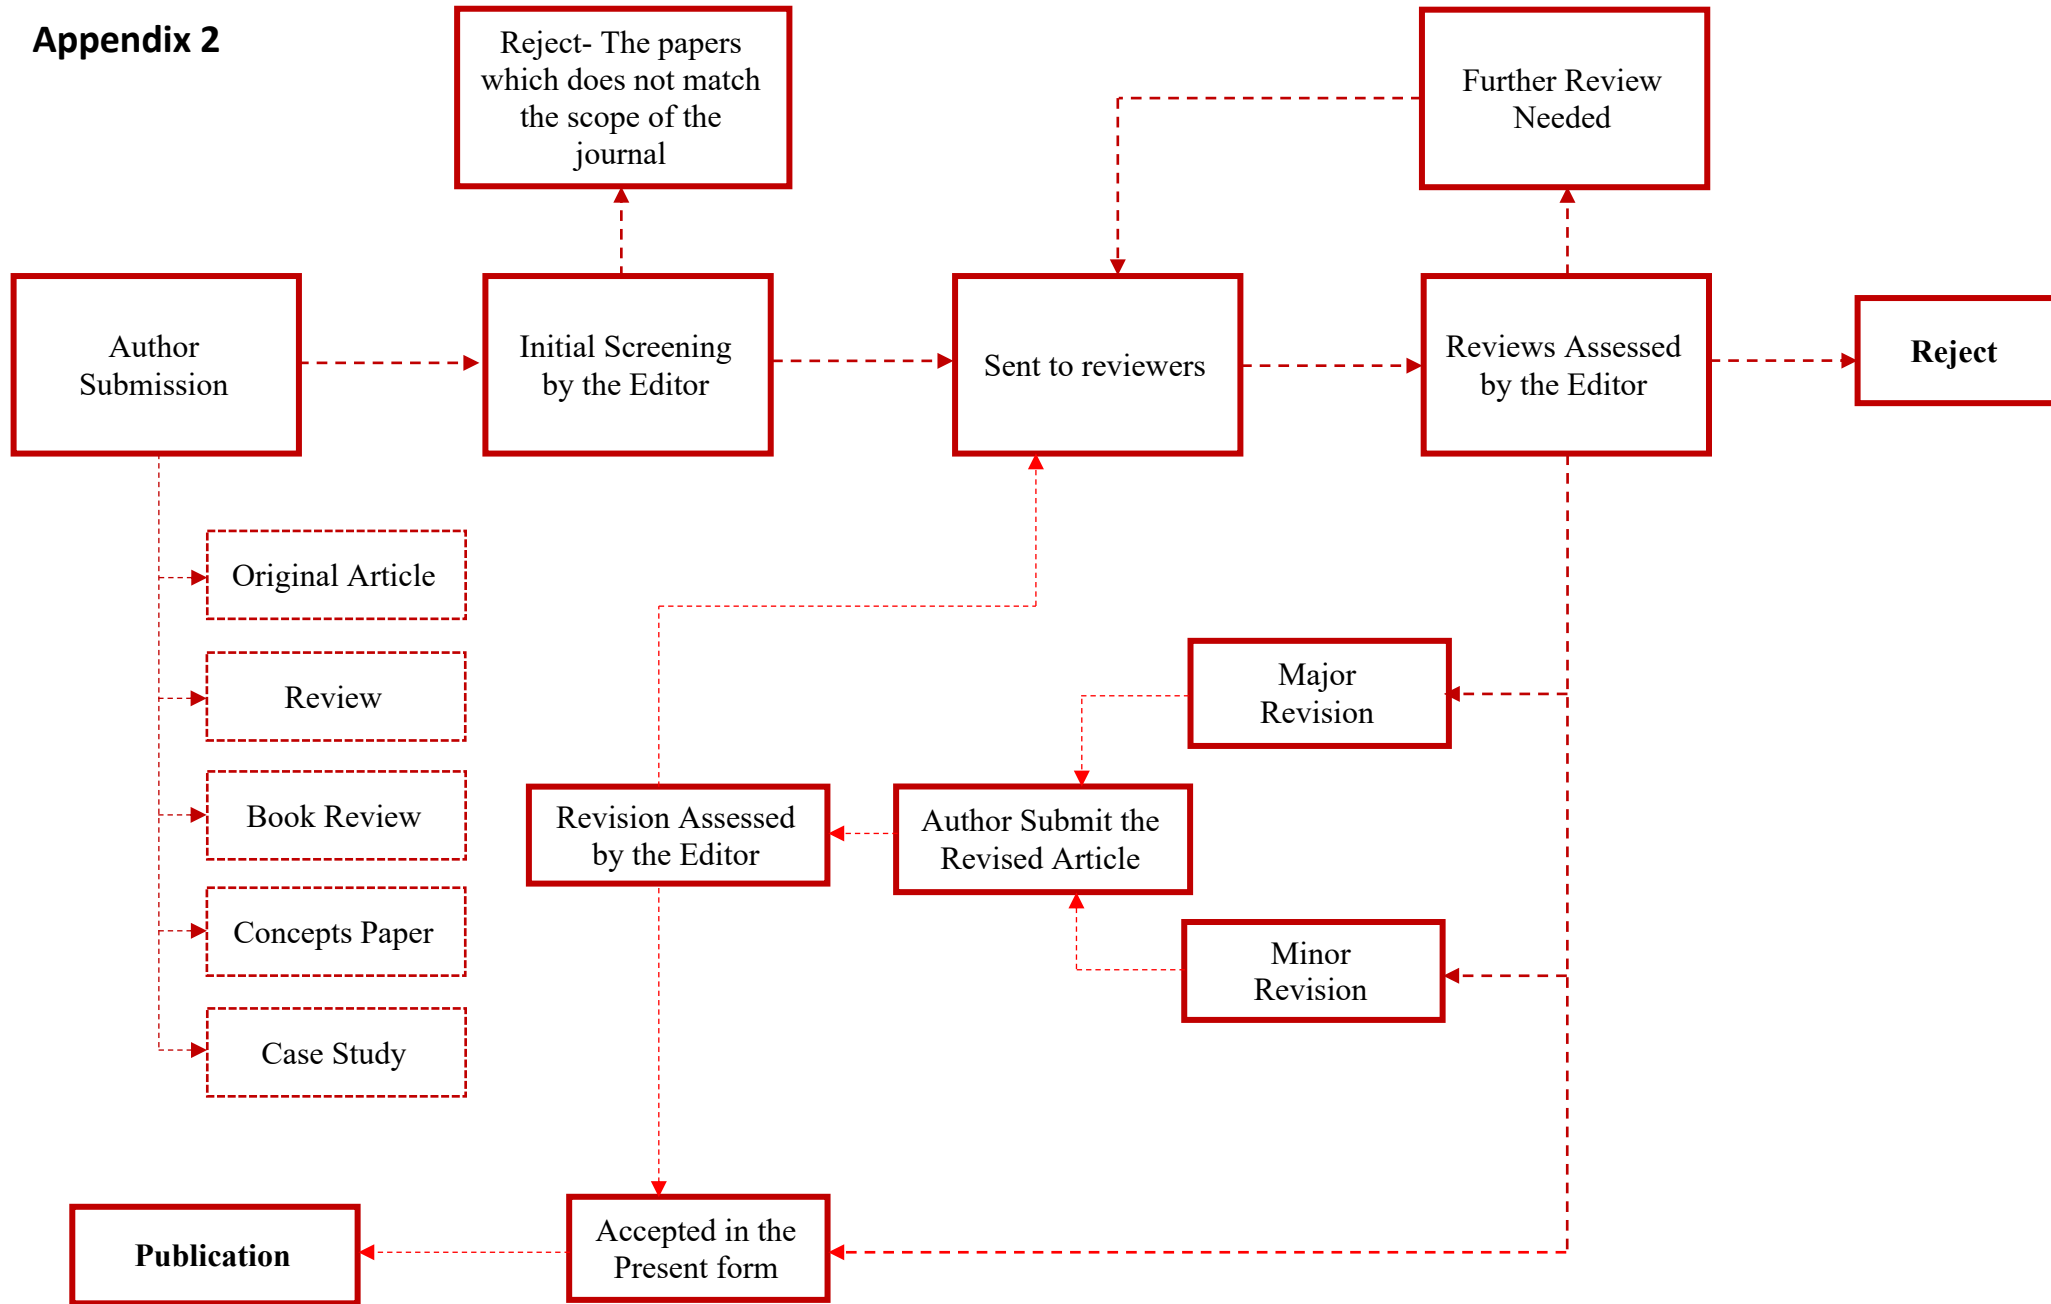 Appendix 2
Reject- The papers
which does not match
the scope of the
journal
Further Review
Needed
Author
Submission
Initial Screening
by the Editor
Sent to reviewers
Reviews Assessed
by the Editor
Reject
Original Article
Review
Book Review
Concepts Paper
Case Study
Major
Revision
Revision Assessed
by the Editor
Author Submit the
Revised Article
Minor
Revision
Publication
Accepted in the
Present form